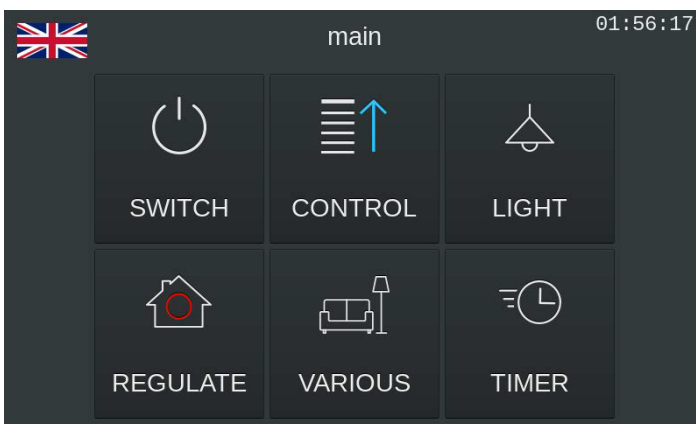 main
01:56:17
SWITCH
CONTROL
LIGHT
REGULATE
VARIOUS
TIMER